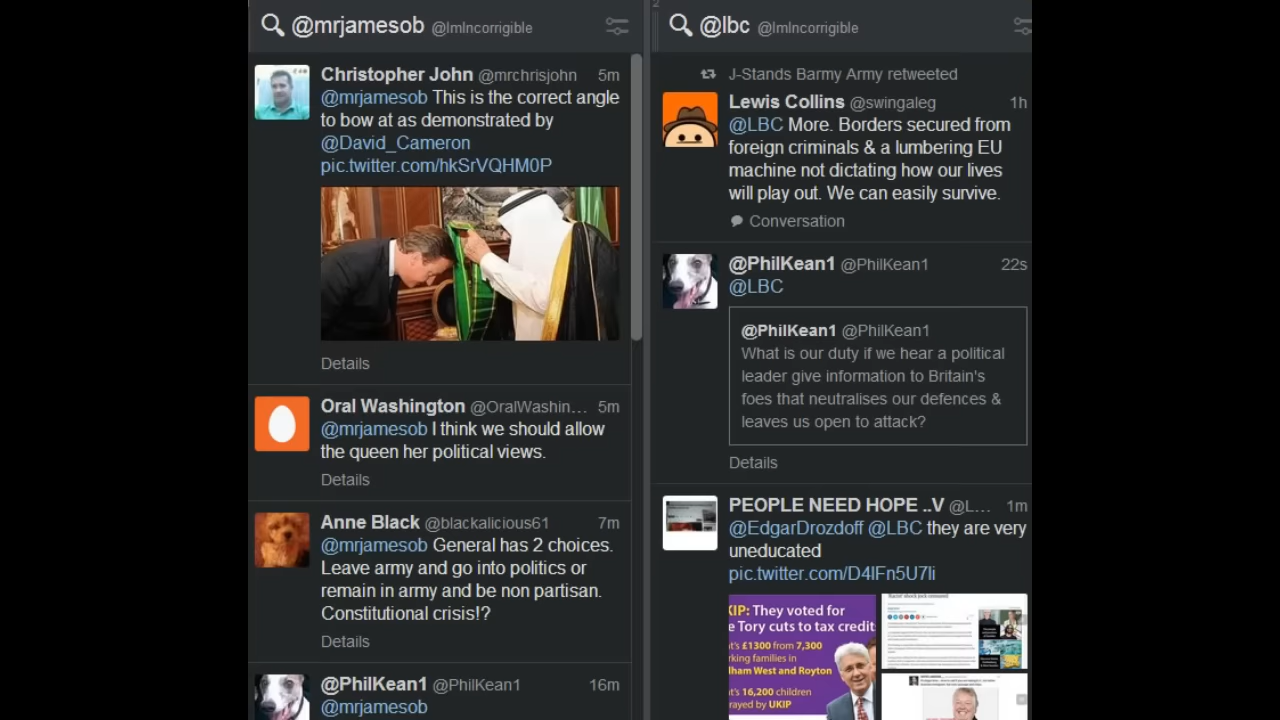 @mrjamesob @ImIncorrigible
Christopher John @mrchrisjohn 5m
@mrjamesob This is the correct angle
to bow at as demonstrated by
@David_Cameron
pic.twitter.com/hkSrVQHM0P
Details
Oral Washington @OralWashin... 5m
@mrjamesob I think we should allow
the queen her political views.
Details
Anne Black @blackalicious61 7m
@mrjamesob General has 2 choices.
Leave army and go into politics or
remain in army and be non partisan.
Constitutional crisis!?
Details
@PhilKean1 16m
@mrjamesob
2
@lbc @ImIncorrigible
J-Stands Barmy Army retweeted
Lewis Collins @swingaleg 1h
@LBC More. Borders secured from
foreign criminals & a lumbering EU
machine not dictating how our lives
will play out. We can easily survive.
Conversation
@PhilKean1 @PhilKean1 22s
@LBC
@PhilKean1 @PhilKean1
What is our duty if we hear a political
leader give information to Britain's
foes that neutralises our defences &
leaves us open to attack?
Details
PEOPLE NEED HOPE ..V @L... 1m
@EdgarDrozdoff @LBC they are very
uneducated
pic.twitter.com/D4lFn5U7li
KIP: They voted for
e Tory cuts to tax credit
t's £1300 from 7,300
rking families in
dham West and Royton
t's 16,200 children
rayed by UKIP